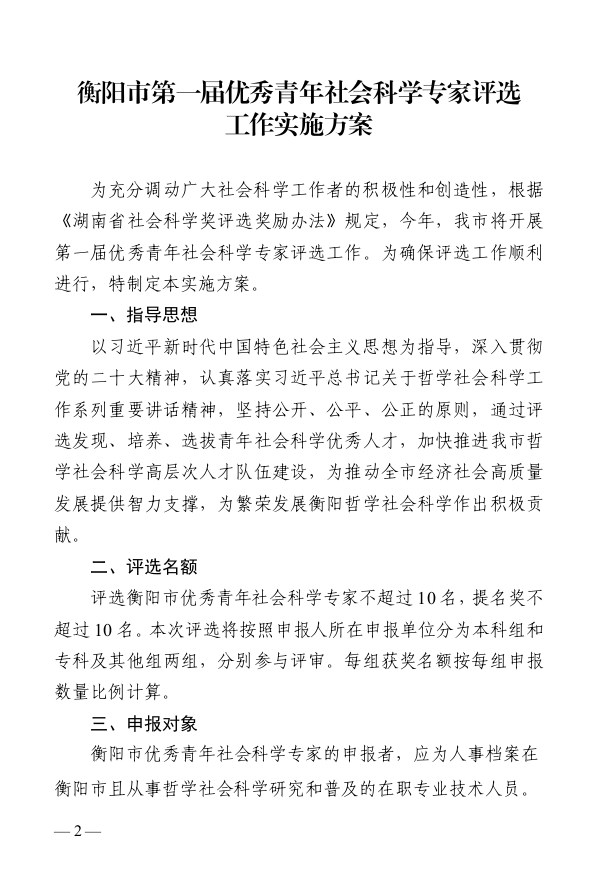 衡阳市第一届优秀青年社会科学专家评选
工作实施方案
为充分调动广大社会科学工作者的积极性和创造性，根据
《湖南省社会科学奖评选奖励办法》规定，今年，我市将开展
第一届优秀青年社会科学专家评选工作。为确保评选工作顺利
进行，特制定本实施方案。
一、指导思想
以习近平新时代中国特色社会主义思想为指导，深入贯彻
党的二十大精神，认真落实习近平总书记关于哲学社会科学工
作系列重要讲话精神，坚持公开、公平、公正的原则，通过评
选发现、培养、选拔青年社会科学优秀人才，加快推进我市哲
学社会科学高层次人才队伍建设，为推动全市经济社会高质量
发展提供智力支撑，为繁荣发展衡阳哲学社会科学作出积极贡
献。
二、评选名额
评选衡阳市优秀青年社会科学专家不超过 10 名，提名奖不
超过 10 名。本次评选将按照申报人所在申报单位分为本科组和
专科及其他组两组，分别参与评审。每组获奖名额按每组申报
数量比例计算。
三、申报对象
衡阳市优秀青年社会科学专家的申报者，应为人事档案在
衡阳市且从事哲学社会科学研究和普及的在职专业技术人员。
— 2 —